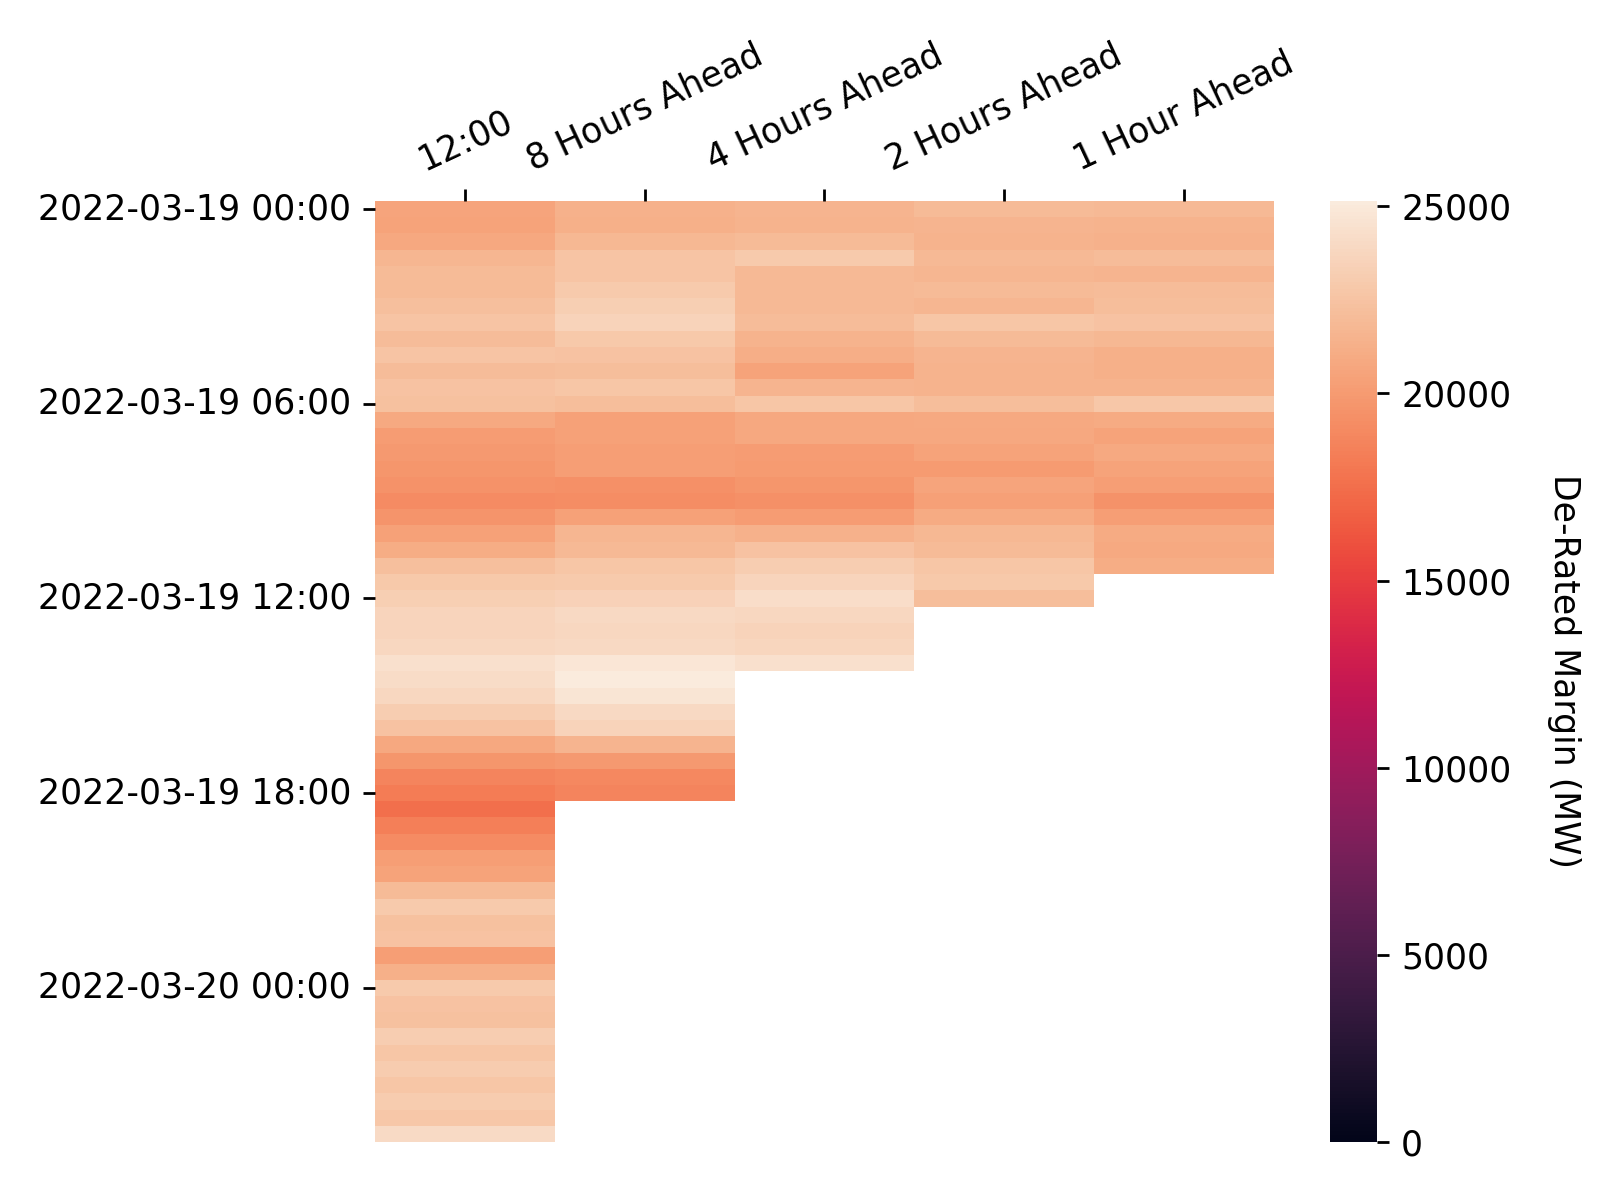 12:00
8 Hours Ahead
4 Hours Ahead
2 Hours Ahead
1 Hour Ahead
2022-03-19 00:00
2022-03-19 06:00
2022-03-19 12:00
2022-03-19 18:00
2022-03-20 00:00
25000
20000
15000
10000
5000
0
De-Rated Margin (MW)